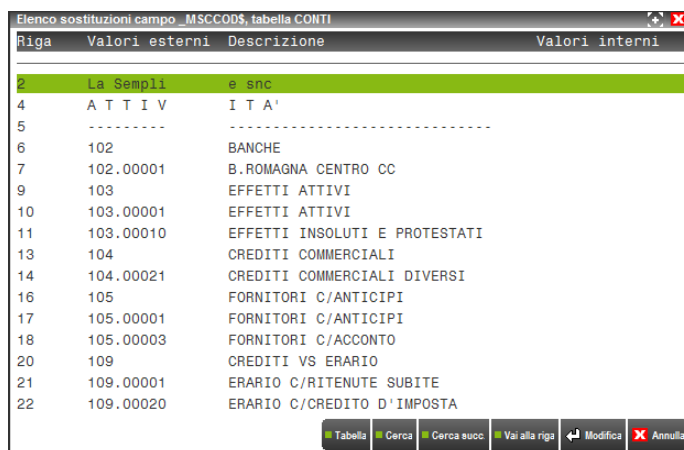 Elenco sostituzioni campo _MSCCOD$, tabella CONTI
Riga Valori esterni Descrizione Valori interni
2 La Sempli e snc
4 A T T I V I T A'
5 --------- ------------------------------
6 102 BANCHE
7 102.00001 B.ROMAGNA CENTRO CC
9 103 EFFETTI ATTIVI
10 103.00001 EFFETTI ATTIVI
11 103.00010 EFFETTI INSOLUTI E PROTESTATI
13 104 CREDITI COMMERCIALI
14 104.00021 CREDITI COMMERCIALI DIVERSI
16 105 FORNITORI C/ANTICIPI
17 105.00001 FORNITORI C/ANTICIPI
18 105.00003 FORNITORI C/ACCONTO
20 109 CREDITI VS ERARIO
21 109.00001 ERARIO C/RITENUTE SUBITE
22 109.00020 ERARIO C/CREDITO D'IMPOSTA
Tabella Cerca Cerca succ. Vai alla riga Modifica Annulla